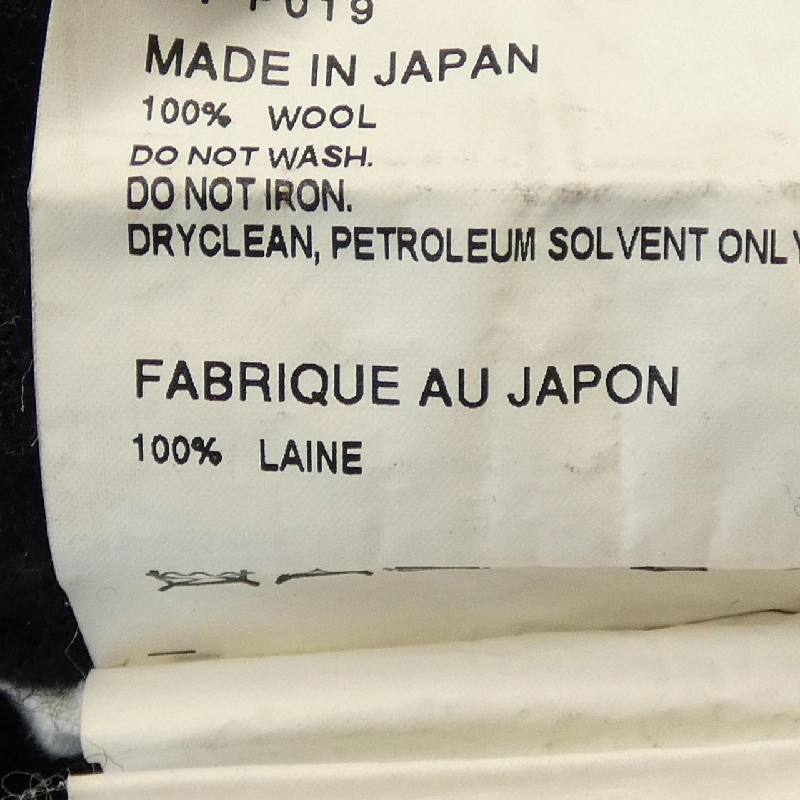 P019
MADE IN JAPAN
100% WOOL
DO NOT WASH.
DO NOT IRON.
DRYCLEAN, PETROLEUM SOLVENT ONLY
FABRIQUE AU JAPON
100% LAINE